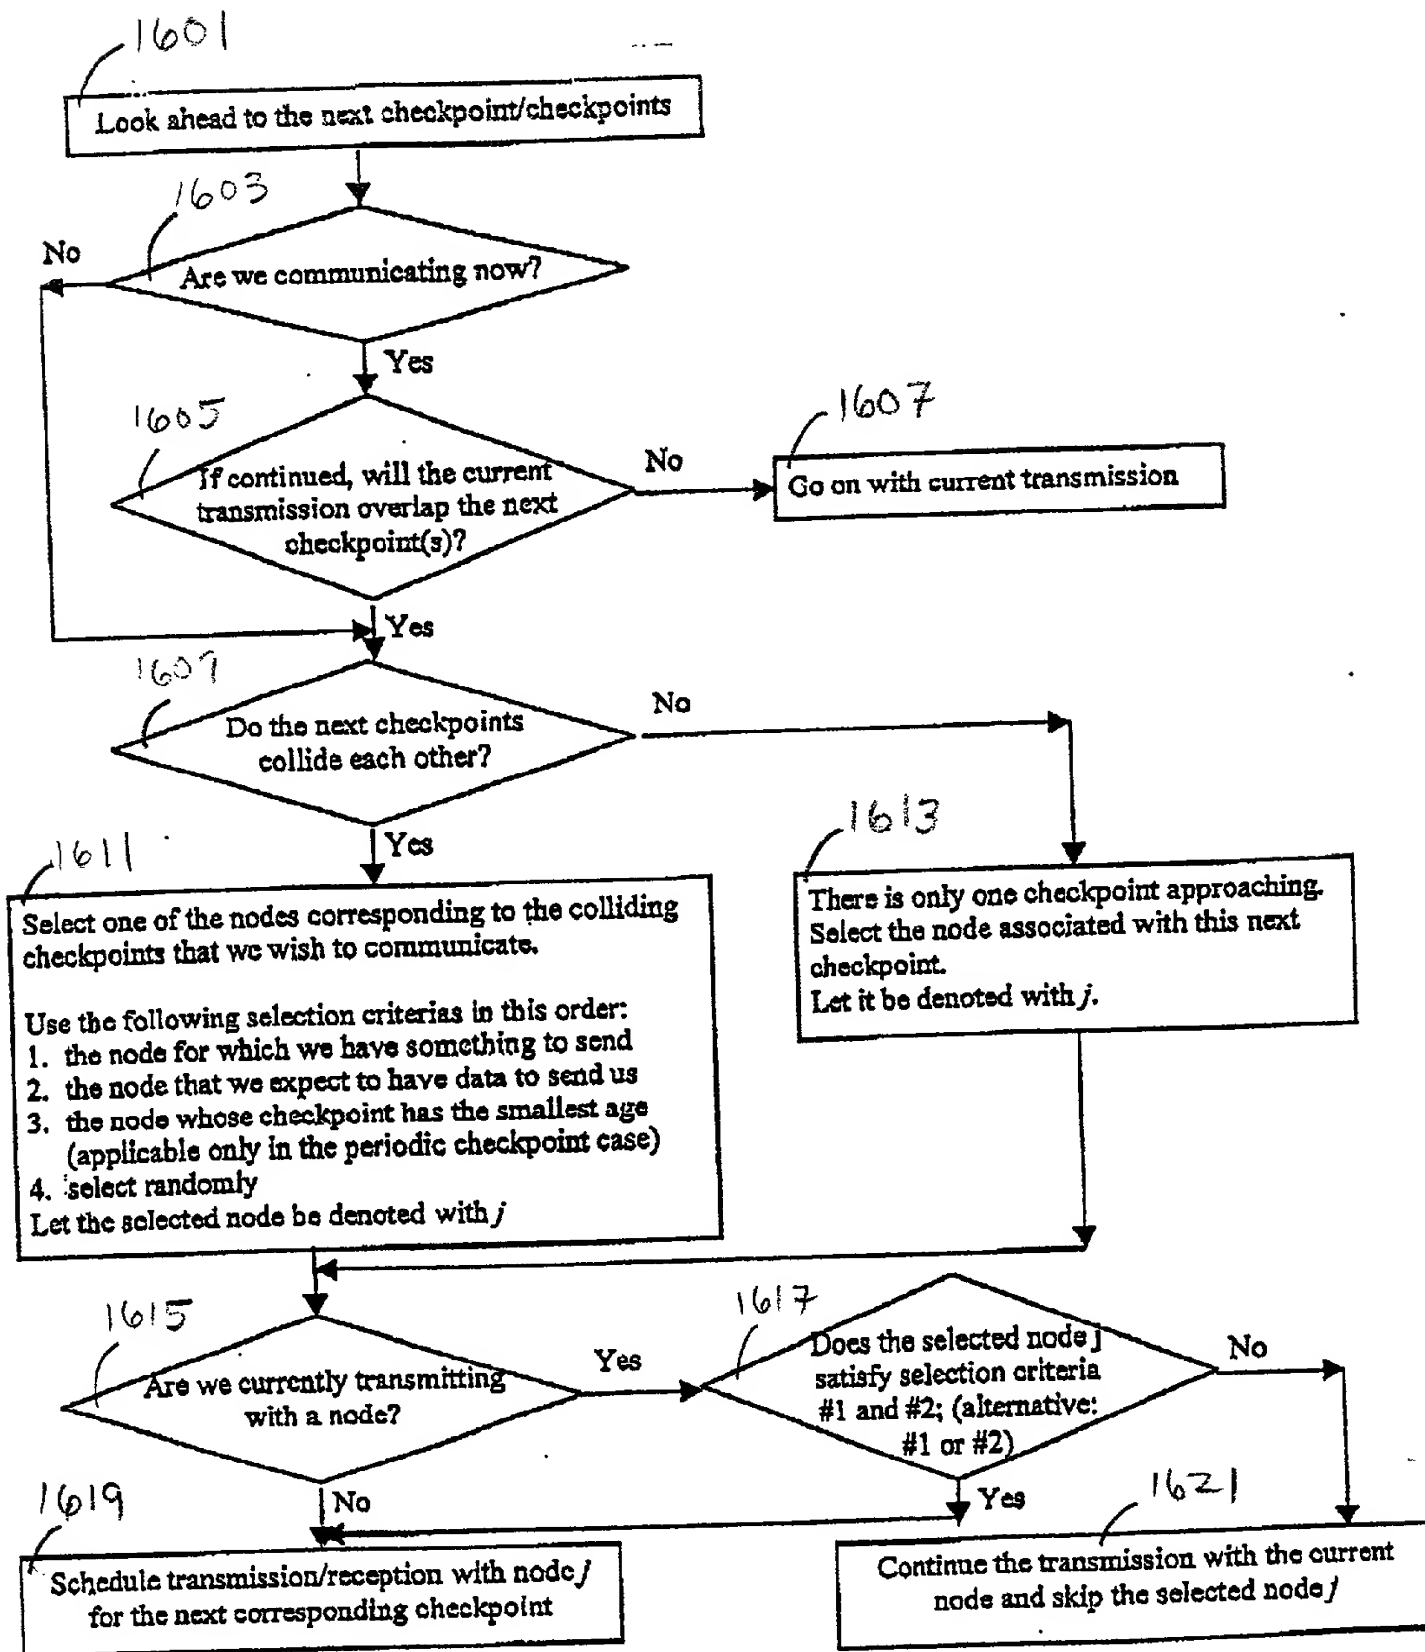 1601
Look ahead to the next checkpoint/checkpoints
1603
No
Are we communicating now?
Yes
1605
1607
If continued, will the current
transmission overlap the next
checkpoint(s)?
No
Go on with current transmission
Yes
1609
No
Do the next checkpoints
collide each other?
1611
Yes
1613
Select one of the nodes corresponding to the colliding
checkpoints that we wish to communicate.
Use the following selection criterias in this order:
1. the node for which we have something to send
2. the node that we expect to have data to send us
3. the node whose checkpoint has the smallest age
(applicable only in the periodic checkpoint case)
4. select randomly
Let the selected node be denoted with j
There is only one checkpoint approaching.
Select the node associated with this next
checkpoint.
Let it be denoted with j.
1615
Are we currently transmitting
with a node?
Yes
1617
Does the selected node j
satisfy selection criteria
#1 and #2; (alternative:
#1 or #2)
No
1619
No
Yes
1621
Schedule transmission/reception with node j
for the next corresponding checkpoint
Continue the transmission with the current
node and skip the selected node j